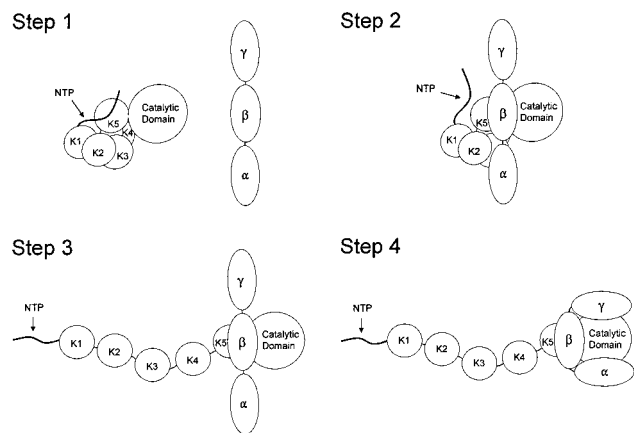 Step 1
NTP
K1
K2
K3
K4
K5
Catalytic
Domain
γ
β
α
Step 2
NTP
K1
K2
K5
Catalytic
Domain
γ
β
α
Step 3
NTP
K1
K2
K3
K4
K5
Catalytic
Domain
γ
β
α
Step 4
NTP
K1
K2
K3
K4
K5
Catalytic
Domain
γ
β
α